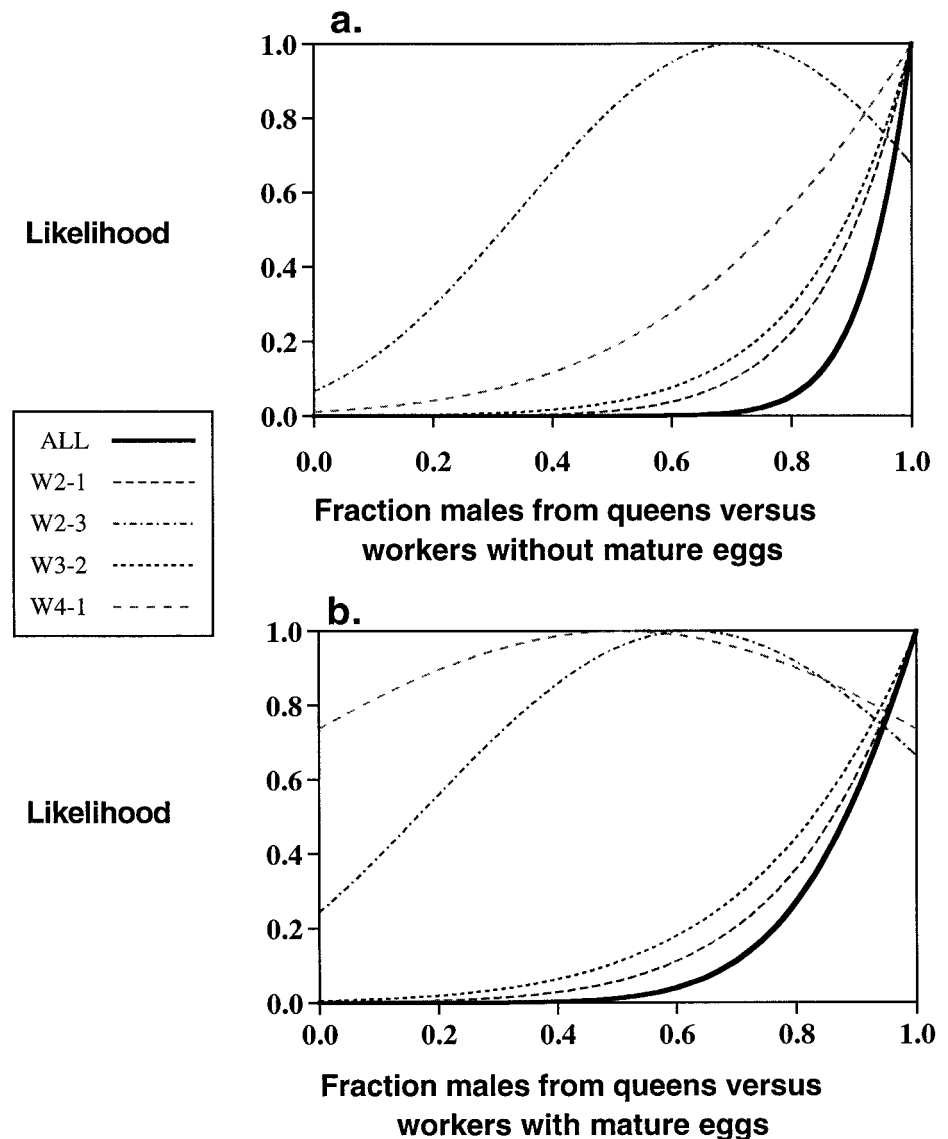 a.
1.0
0.8
0.6
Likelihood
0.4
0.2
0.0
0.0 0.2 0.4 0.6 0.8 1.0
Fraction males from queens versus
workers without mature eggs
ALL
W2-1
W2-3
W3-2
W4-1
b.
1.0
0.8
0.6
Likelihood
0.4
0.2
0.0
0.0 0.2 0.4 0.6 0.8 1.0
Fraction males from queens versus
workers with mature eggs